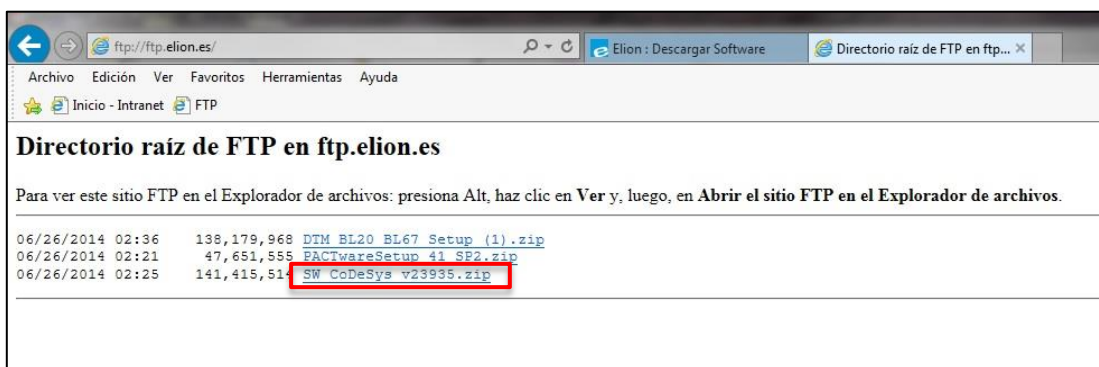 ftp://ftp.elion.es/
Elion : Descargar Software
Directorio raíz de FTP en ftp...
Archivo Edición Ver Favoritos Herramientas Ayuda
Inicio - Intranet FTP
Directorio raíz de FTP en ftp.elion.es
Para ver este sitio FTP en el Explorador de archivos: presiona Alt, haz clic en Ver y, luego, en Abrir el sitio FTP en el Explorador de archivos.
06/26/2014 02:36 138,179,968 DTM BL20 BL67 Setup (1).zip
06/26/2014 02:21 47,651,555 PACTwareSetup 41 SP2.zip
06/26/2014 02:25 141,415,514 SW CoDeSys v23935.zip